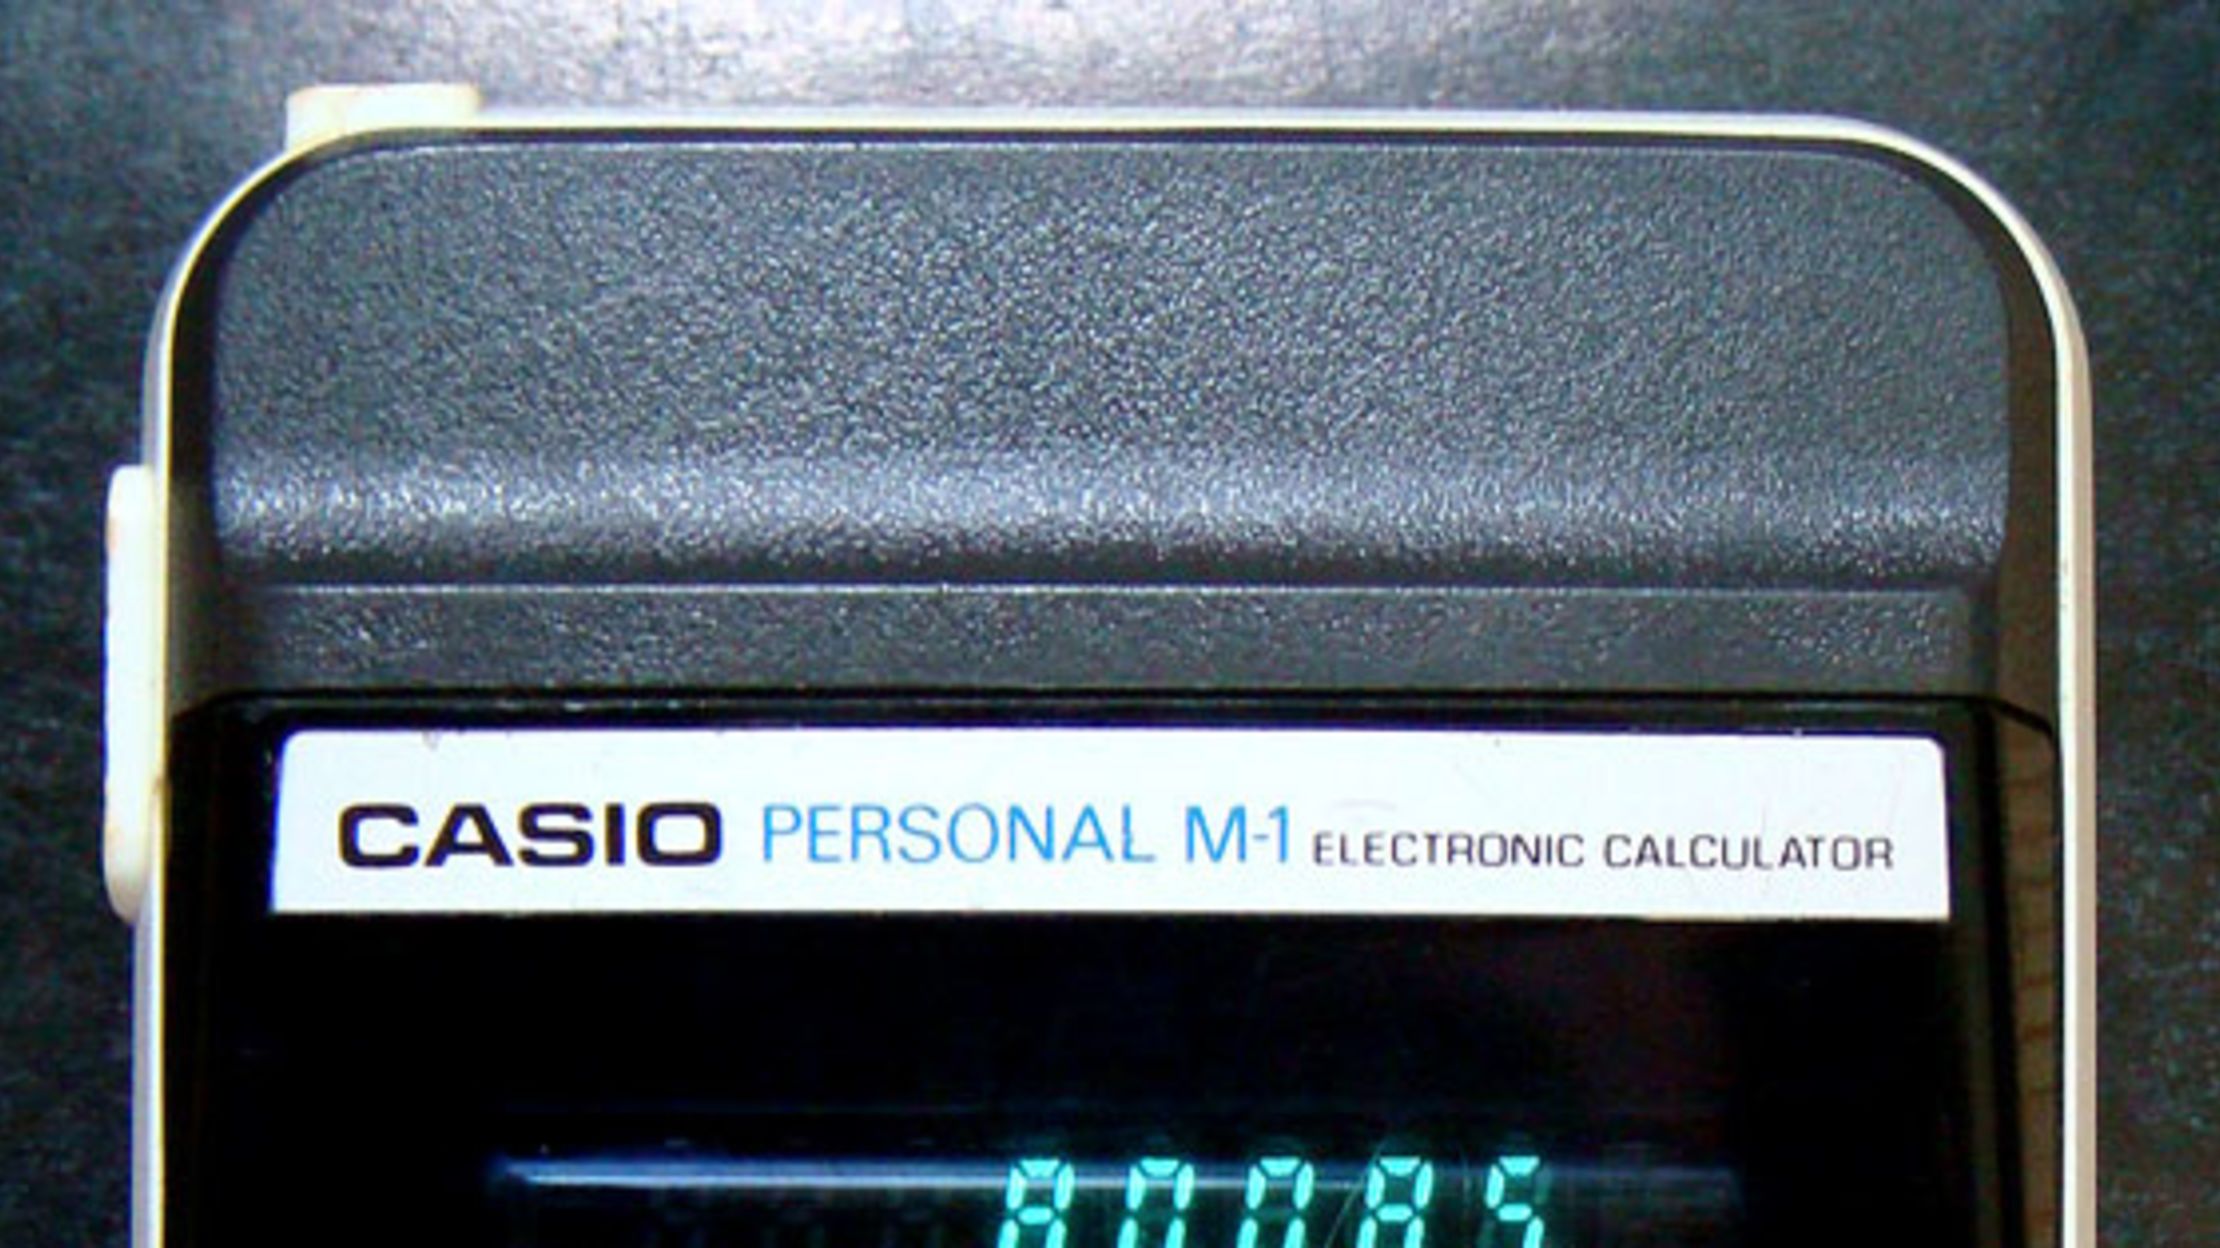 CASIO PERSONAL M-1 ELECTRONIC CALCULATOR